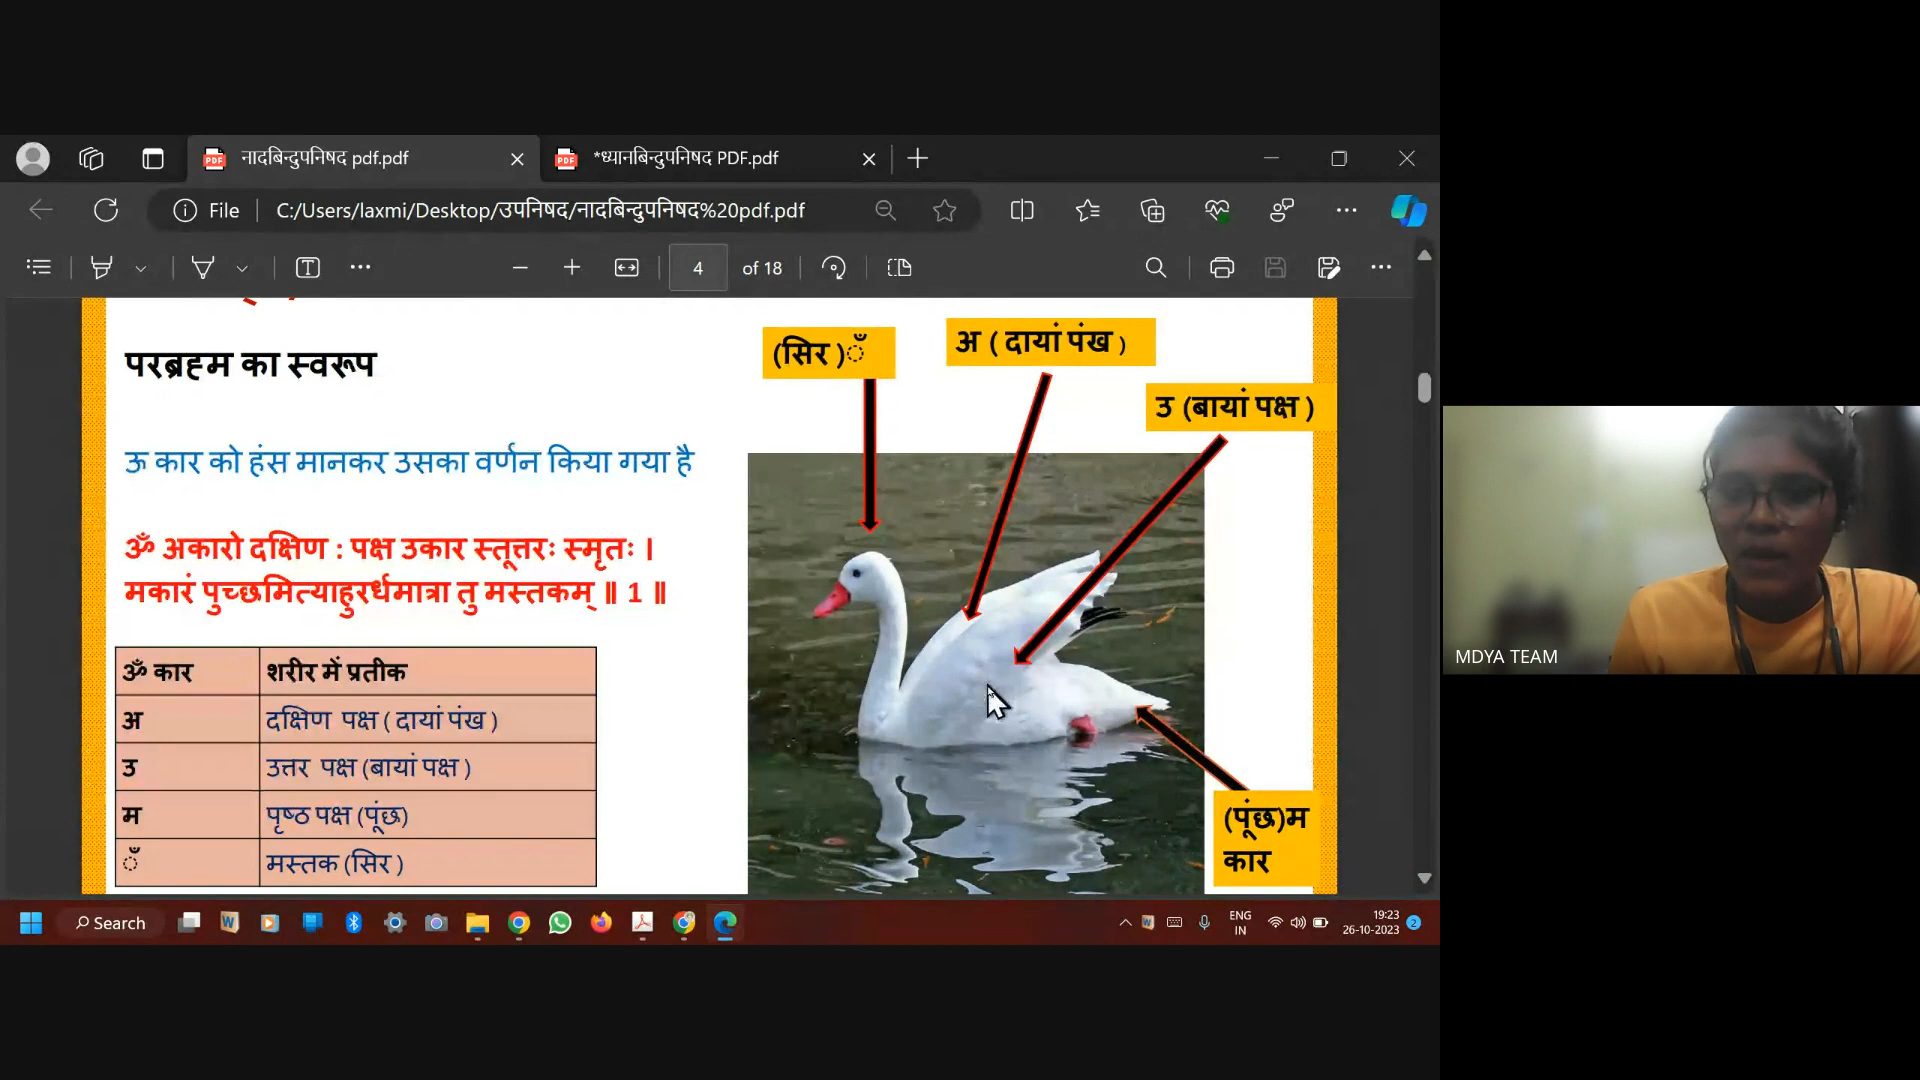 नादबिन्दुपनिषद pdf.pdf
*ध्यानबिन्दुपनिषद PDF.pdf
File
C:/Users/laxmi/Desktop/उपनिषद/नादबिन्दुपनिषद%20pdf.pdf
4 of 18
परब्रह्म का स्वरूप
ऊ कार को हंस मानकर उसका वर्णन किया गया है
ॐ अकारो दक्षिण : पक्ष उकार स्तूत्तरः स्मृतः ।
मकारं पुच्छमित्याहुरर्धमात्रा तु मस्तकम् ॥ 1 ॥
ॐ कार शरीर में प्रतीक
अ दक्षिण पक्ष ( दायां पंख )
उ उत्तर पक्ष (बायां पक्ष )
म पृष्ठ पक्ष (पूंछ)
ँ मस्तक (सिर )
(सिर )ँ
अ ( दायां पंख )
उ (बायां पक्ष )
(पूंछ)म
कार
MDYA TEAM
Search
ENG
IN
19:23
26-10-2023
2